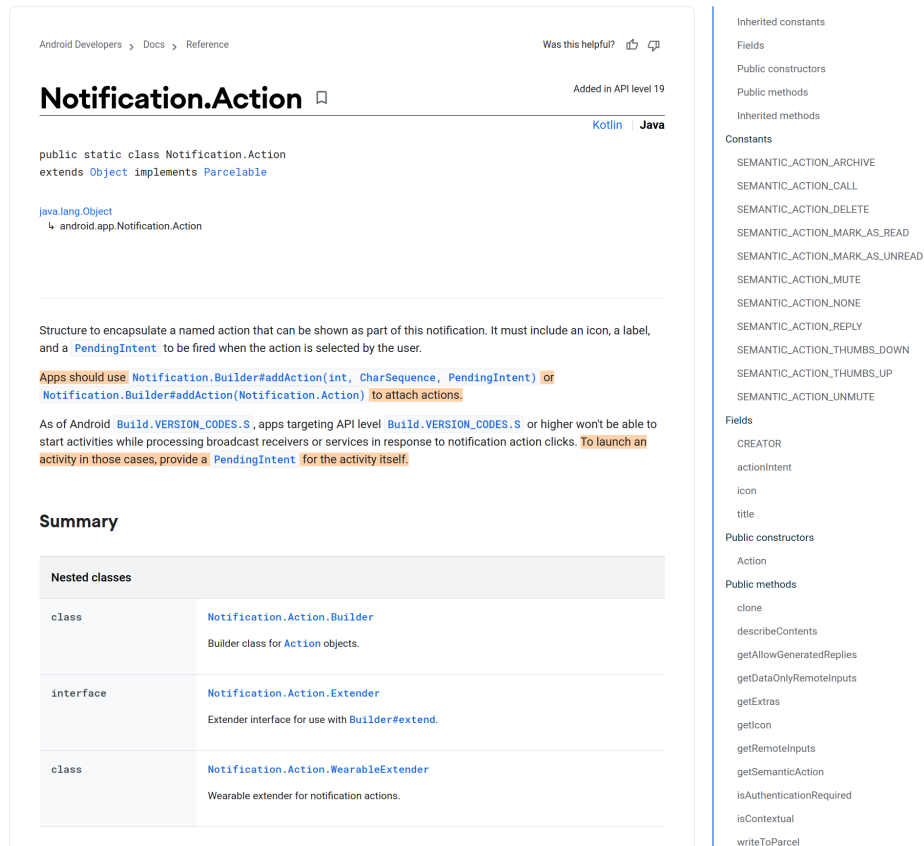 Android Developers > Docs > Reference
Was this helpful?
Notification.Action
Added in API level 19
Kotlin | Java
public static class Notification.Action
extends Object implements Parcelable
java.lang.Object
↳ android.app.Notification.Action
Structure to encapsulate a named action that can be shown as part of this notification. It must include an icon, a label,
and a PendingIntent to be fired when the action is selected by the user.
Apps should use Notification.Builder#addAction(int, CharSequence, PendingIntent) or
Notification.Builder#addAction(Notification.Action) to attach actions.
As of Android Build.VERSION_CODES.S, apps targeting API level Build.VERSION_CODES.S or higher won't be able to
start activities while processing broadcast receivers or services in response to notification action clicks. To launch an
activity in those cases, provide a PendingIntent for the activity itself.
Summary
Nested classes
class
Notification.Action.Builder
Builder class for Action objects.
interface
Notification.Action.Extender
Extender interface for use with Builder#extend.
class
Notification.Action.WearableExtender
Wearable extender for notification actions.
Inherited constants
Fields
Public constructors
Public methods
Inherited methods
Constants
SEMANTIC_ACTION_ARCHIVE
SEMANTIC_ACTION_CALL
SEMANTIC_ACTION_DELETE
SEMANTIC_ACTION_MARK_AS_READ
SEMANTIC_ACTION_MARK_AS_UNREAD
SEMANTIC_ACTION_MUTE
SEMANTIC_ACTION_NONE
SEMANTIC_ACTION_REPLY
SEMANTIC_ACTION_THUMBS_DOWN
SEMANTIC_ACTION_THUMBS_UP
SEMANTIC_ACTION_UNMUTE
Fields
CREATOR
actionIntent
icon
title
Public constructors
Action
Public methods
clone
describeContents
getAllowGeneratedReplies
getDataOnlyRemoteInputs
getExtras
getIcon
getRemoteInputs
getSemanticAction
isAuthenticationRequired
isContextual
writeToParcel